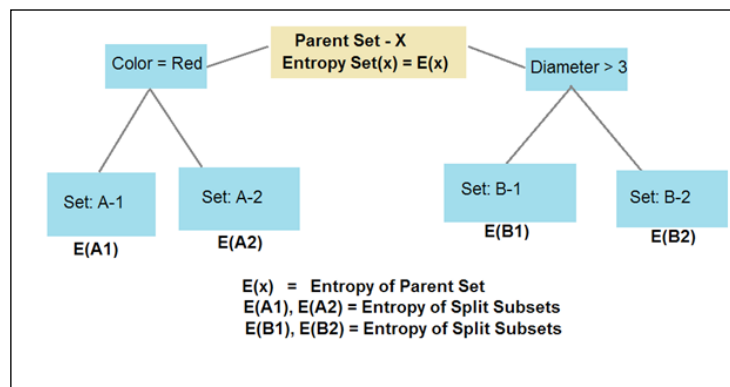 Parent Set - X
Entropy Set(x) = E(x)
Color = Red
Diameter > 3
Set: A-1
Set: A-2
Set: B-1
Set: B-2
E(A1)
E(A2)
E(B1)
E(B2)
E(x) = Entropy of Parent Set
E(A1), E(A2) = Entropy of Split Subsets
E(B1), E(B2) = Entropy of Split Subsets